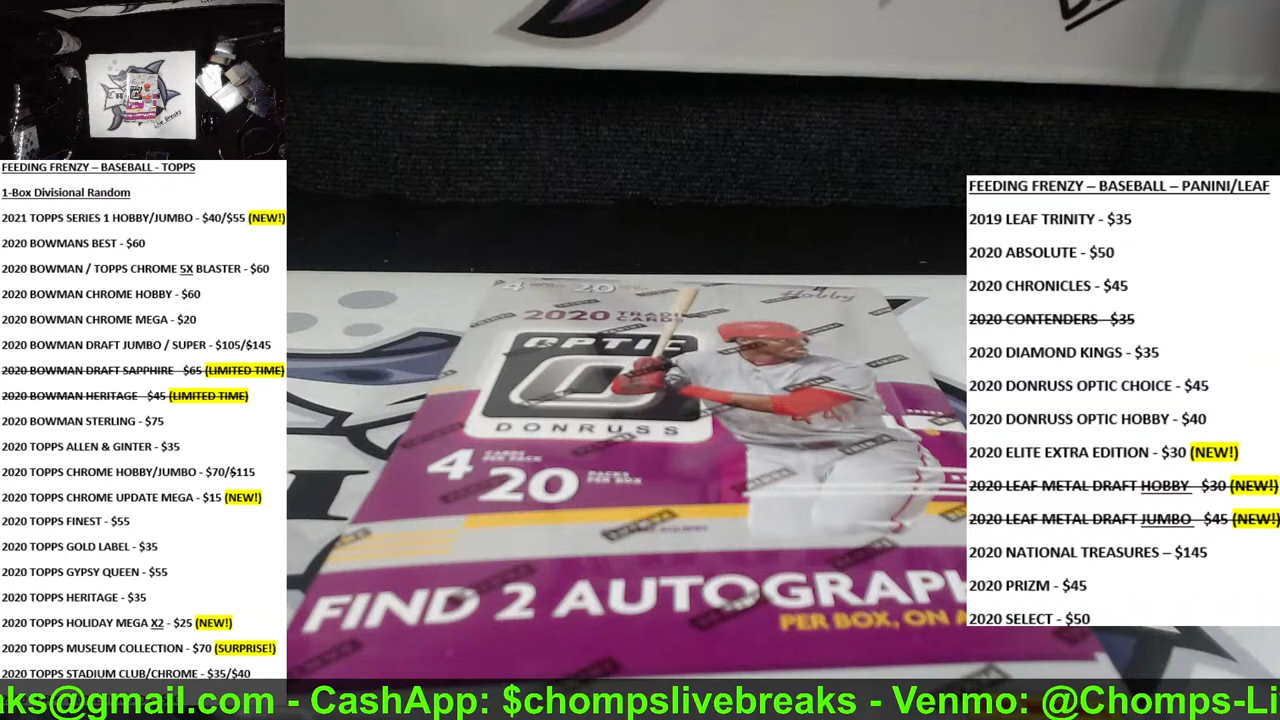 FEEDING FRENZY – BASEBALL - TOPPS
1-Box Divisional Random
2021 TOPPS SERIES 1 HOBBY/JUMBO - $40/$55 (NEW!)
2020 BOWMANS BEST - $60
2020 BOWMAN / TOPPS CHROME 5X BLASTER - $60
2020 BOWMAN CHROME HOBBY - $60
2020 BOWMAN CHROME MEGA - $20
2020 BOWMAN DRAFT JUMBO / SUPER - $105/$145
2020 BOWMAN DRAFT SAPPHIRE - $65 (LIMITED TIME)
2020 BOWMAN HERITAGE - $45 (LIMITED TIME)
2020 BOWMAN STERLING - $75
2020 TOPPS ALLEN & GINTER - $35
2020 TOPPS CHROME HOBBY/JUMBO - $70/$115
2020 TOPPS CHROME UPDATE MEGA - $15 (NEW!)
2020 TOPPS FINEST - $55
2020 TOPPS GOLD LABEL - $35
2020 TOPPS GYPSY QUEEN - $55
2020 TOPPS HERITAGE - $35
2020 TOPPS HOLIDAY MEGA X2 - $25 (NEW!)
2020 TOPPS MUSEUM COLLECTION - $70 (SURPRISE!)
2020 TOPPS STADIUM CLUB/CHROME - $35/$40
4 20 Hobby
2020 TRADING CARDS
OPTIC
DONRUSS
4 CARDS PER PACK
20 PACKS PER BOX
FIND 2 AUTOGRAPH
PER BOX, ON A
FEEDING FRENZY – BASEBALL – PANINI/LEAF
2019 LEAF TRINITY - $35
2020 ABSOLUTE - $50
2020 CHRONICLES - $45
2020 CONTENDERS - $35
2020 DIAMOND KINGS - $35
2020 DONRUSS OPTIC CHOICE - $45
2020 DONRUSS OPTIC HOBBY - $40
2020 ELITE EXTRA EDITION - $30 (NEW!)
2020 LEAF METAL DRAFT HOBBY - $30 (NEW!)
2020 LEAF METAL DRAFT JUMBO - $45 (NEW!)
2020 NATIONAL TREASURES – $145
2020 PRIZM - $45
2020 SELECT - $50
aks@gmail.com - CashApp: $chompslivebreaks - Venmo: @Chomps-Li